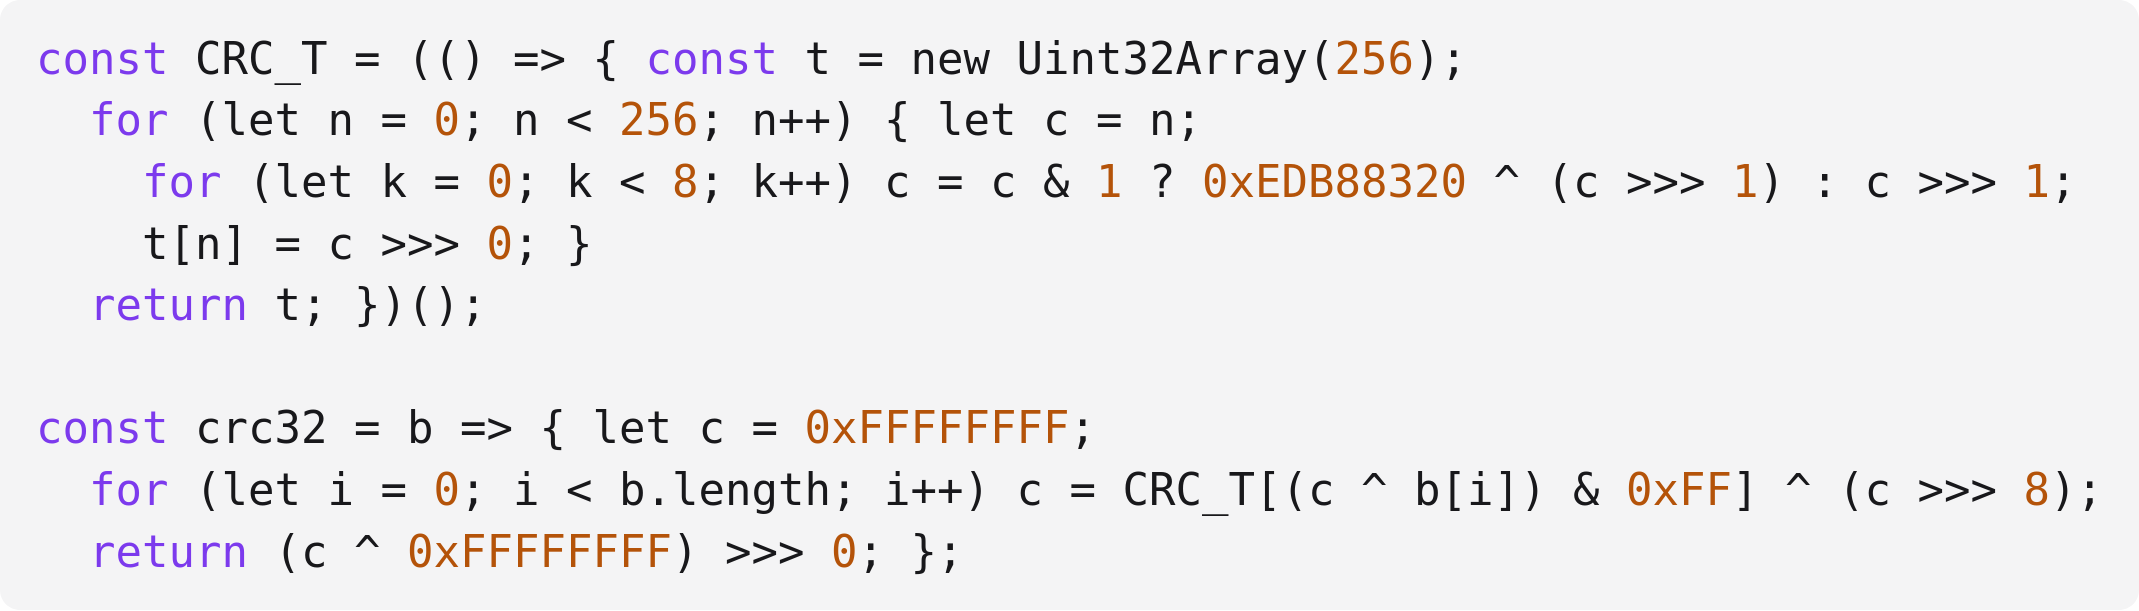 const CRC_T = (() => { const t = new Uint32Array(256);
  for (let n = 0; n < 256; n++) { let c = n;
    for (let k = 0; k < 8; k++) c = c & 1 ? 0xEDB88320 ^ (c >>> 1) : c >>> 1;
    t[n] = c >>> 0; }
  return t; })();

const crc32 = b => { let c = 0xFFFFFFFF;
  for (let i = 0; i < b.length; i++) c = CRC_T[(c ^ b[i]) & 0xFF] ^ (c >>> 8);
  return (c ^ 0xFFFFFFFF) >>> 0; };